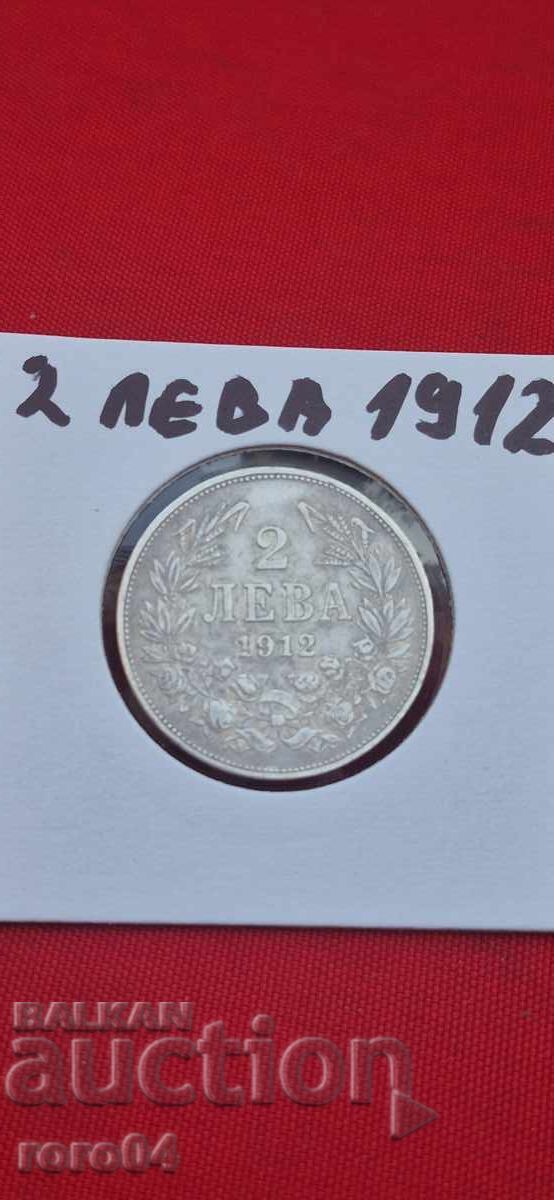 2 ЛЕВА 1912
2
ЛЕВА
1912
BALKAN
auction
roro04